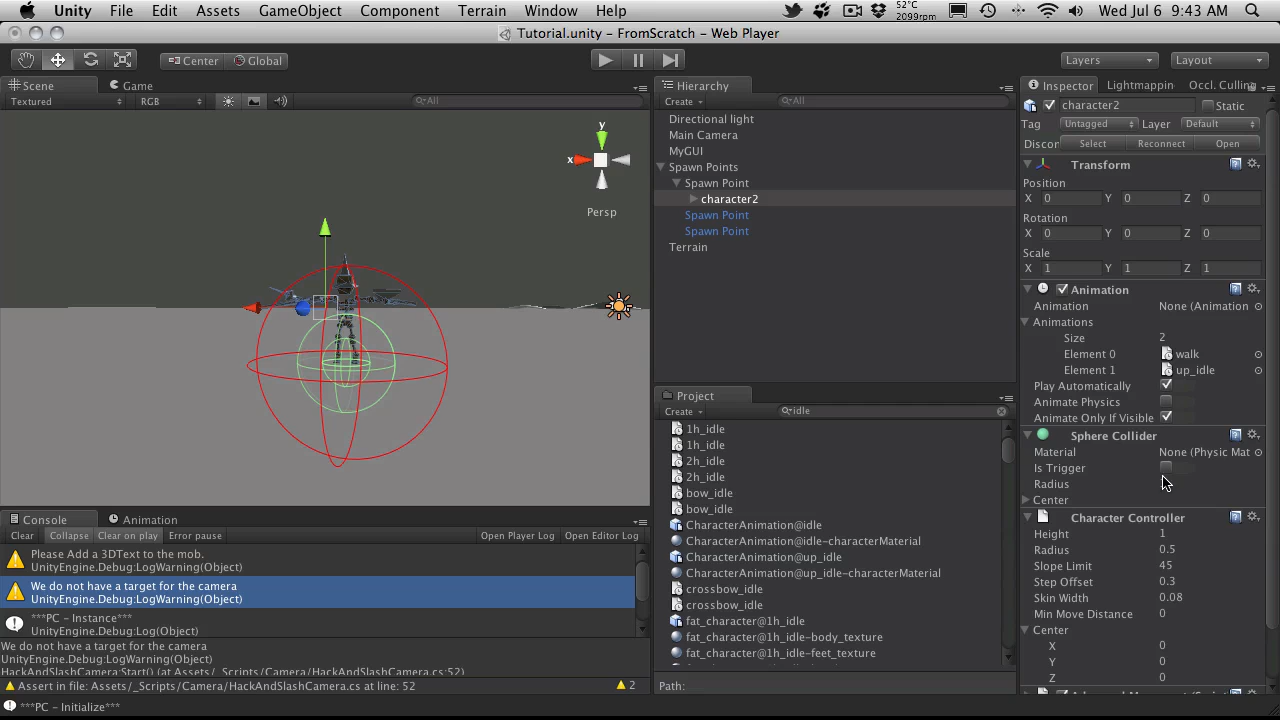 Unity File Edit Assets GameObject Component Terrain Window Help 52°C 2099rpm Wed Jul 6 9:43 AM
Tutorial.unity - FromScratch - Web Player
Center Global Layers Layout
Scene Game
Textured RGB All
y
x
Persp
Hierarchy
Create All
Directional light
Main Camera
MyGUI
Spawn Points
Spawn Point
character2
Spawn Point
Spawn Point
Terrain
Project
Create idle
1h_idle
1h_idle
2h_idle
2h_idle
bow_idle
bow_idle
CharacterAnimation@idle
CharacterAnimation@idle-characterMaterial
CharacterAnimation@up_idle
CharacterAnimation@up_idle-characterMaterial
crossbow_idle
crossbow_idle
fat_character@1h_idle
fat_character@1h_idle-body_texture
fat_character@1h_idle-feet_texture
Path:
Inspector Lightmappin Occl. Cullin
character2 Static
Tag Untagged Layer Default
Discon Select Reconnect Open
Transform
Position
X 0 Y 0 Z 0
Rotation
X 0 Y 0 Z 0
Scale
X 1 Y 1 Z 1
Animation
Animation None (Animation
Animations
Size 2
Element 0 walk
Element 1 up_idle
Play Automatically
Animate Physics
Animate Only If Visible
Sphere Collider
Material None (Physic Mat
Is Trigger
Radius
Center
Character Controller
Height 1
Radius 0.5
Slope Limit 45
Step Offset 0.3
Skin Width 0.08
Min Move Distance 0
Center
X 0
Y 0
Z 0
Console Animation
Clear Collapse Clear on play Error pause Open Player Log Open Editor Log
Please Add a 3DText to the mob.
UnityEngine.Debug:LogWarning(Object)
We do not have a target for the camera
UnityEngine.Debug:LogWarning(Object)
***PC - Instance***
UnityEngine.Debug:Log(Object)
We do not have a target for the camera
UnityEngine.Debug:LogWarning(Object)
HackAndSlashCamera:Start() (at Assets/_Scripts/Camera/HackAndSlashCamera.cs:52)
Assert in file: Assets/_Scripts/Camera/HackAndSlashCamera.cs at line: 52 2
***PC - Initialize***